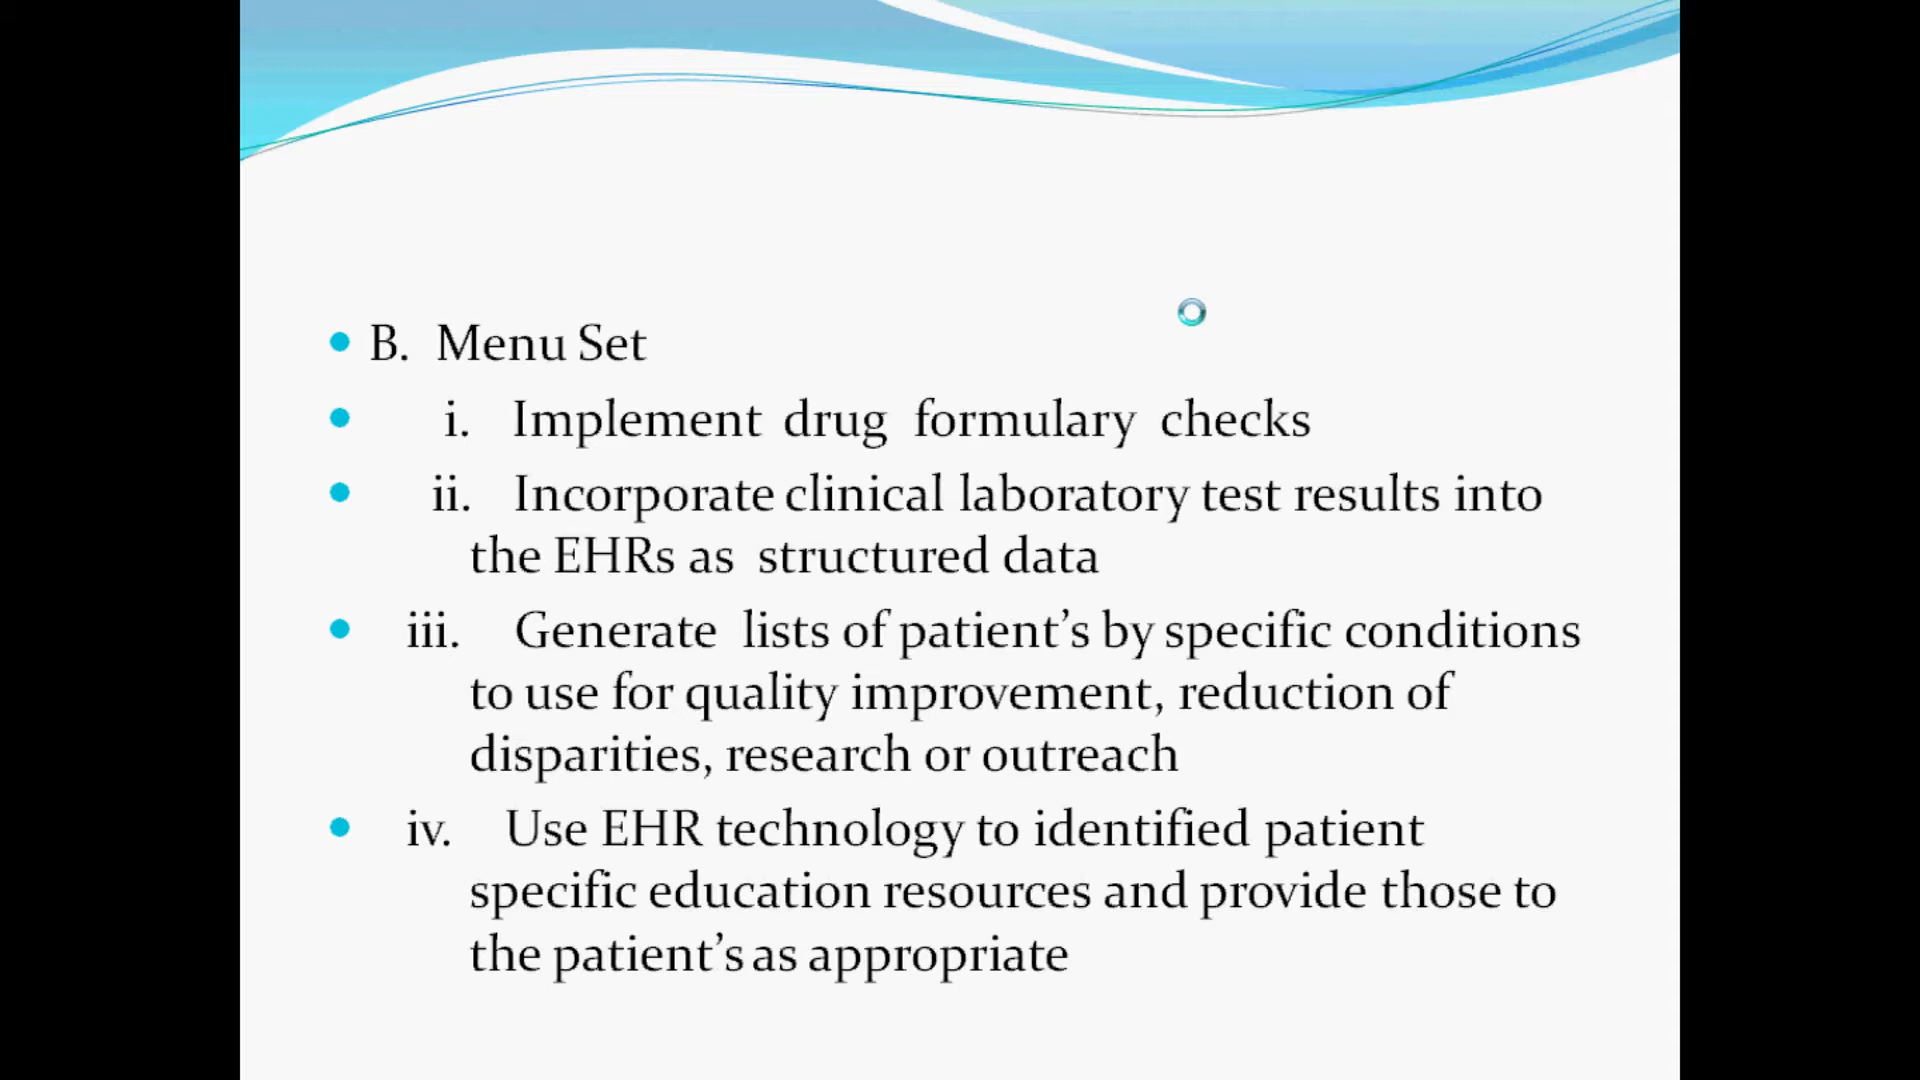 B. Menu Set
i. Implement drug formulary checks
ii. Incorporate clinical laboratory test results into
the EHRs as structured data
iii. Generate lists of patient’s by specific conditions
to use for quality improvement, reduction of
disparities, research or outreach
iv. Use EHR technology to identified patient
specific education resources and provide those to
the patient’s as appropriate